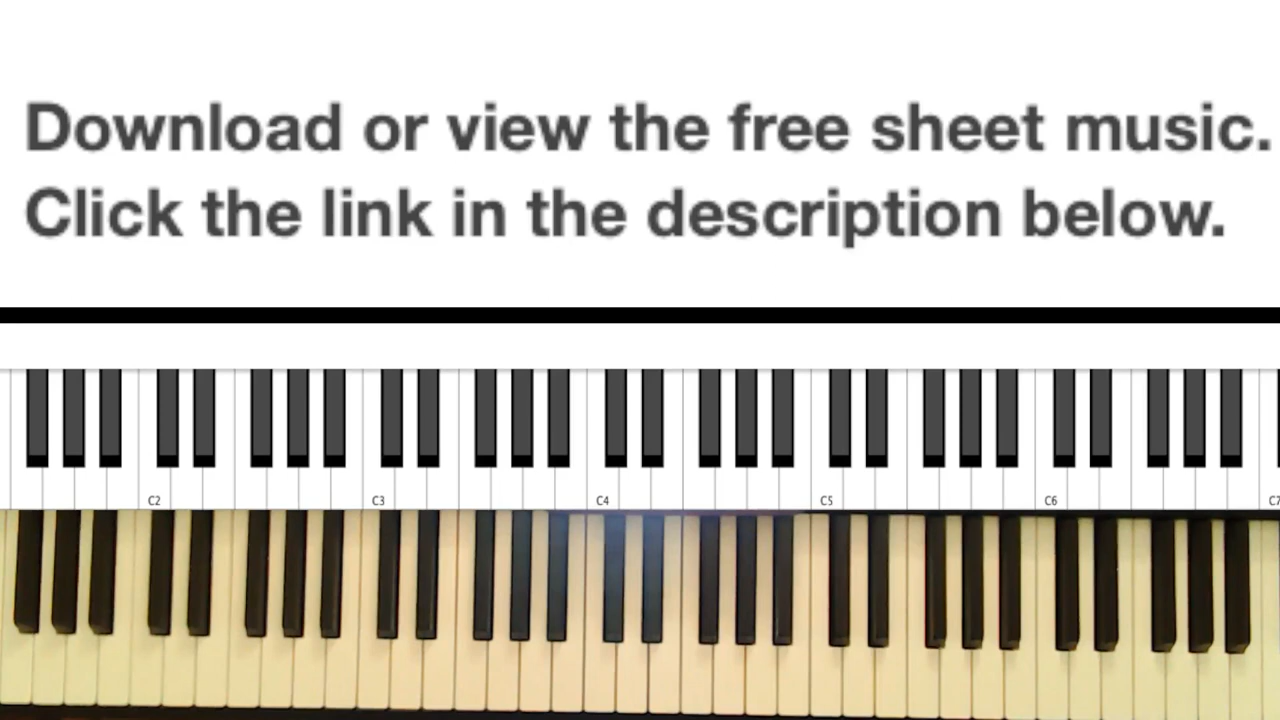 Download or view the free sheet music.
Click the link in the description below.
C2 C3 C4 C5 C6 C7